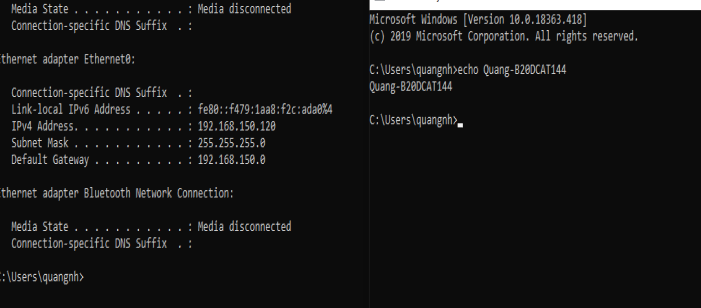 Media State . . . . . . . . . . . : Media disconnected
Connection-specific DNS Suffix  . :
thernet adapter Ethernet0:
Connection-specific DNS Suffix  . :
Link-local IPv6 Address . . . . . : fe80::f479:1aa8:f2c:ada0%4
IPv4 Address. . . . . . . . . . . : 192.168.150.120
Subnet Mask . . . . . . . . . . . : 255.255.255.0
Default Gateway . . . . . . . . . : 192.168.150.0
thernet adapter Bluetooth Network Connection:
Media State . . . . . . . . . . . : Media disconnected
Connection-specific DNS Suffix  . :
:\Users\quangnh>
Microsoft Windows [Version 10.0.18363.418]
(c) 2019 Microsoft Corporation. All rights reserved.
C:\Users\quangnh>echo Quang-B20DCAT144
Quang-B20DCAT144
C:\Users\quangnh>